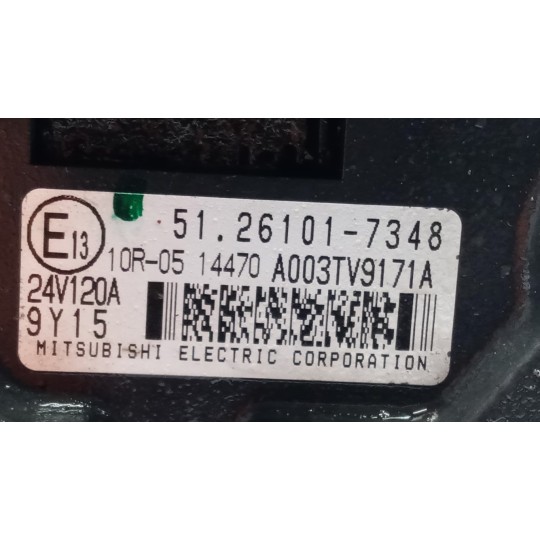 51.26101-7348
E13
10R-05 14470 A003TV9171A
24V120A
9Y15
MITSUBISHI ELECTRIC CORPORATION